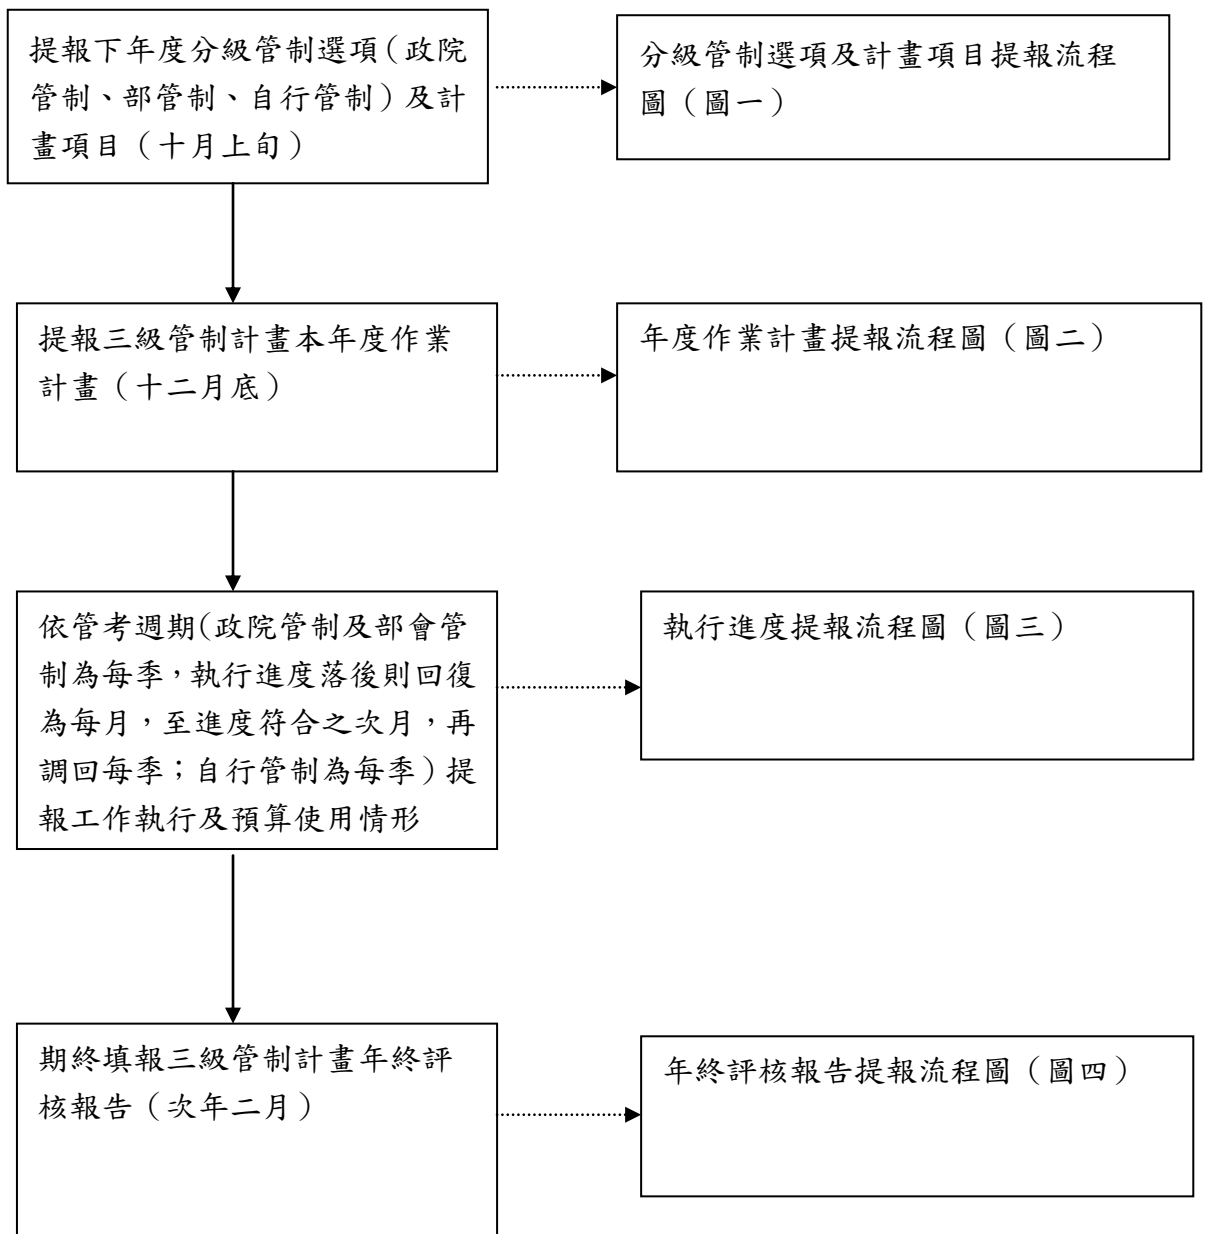 提報下年度分級管制選項（政院
管制、部管制、自行管制）及計
畫項目（十月上旬）
分級管制選項及計畫項目提報流程
圖（圖一）
提報三級管制計畫本年度作業
計畫（十二月底）
年度作業計畫提報流程圖（圖二）
依管考週期(政院管制及部會管
制為每季，執行進度落後則回復
為每月，至進度符合之次月，再
調回每季；自行管制為每季）提
報工作執行及預算使用情形
執行進度提報流程圖（圖三）
期終填報三級管制計畫年終評
核報告（次年二月）
年終評核報告提報流程圖（圖四）